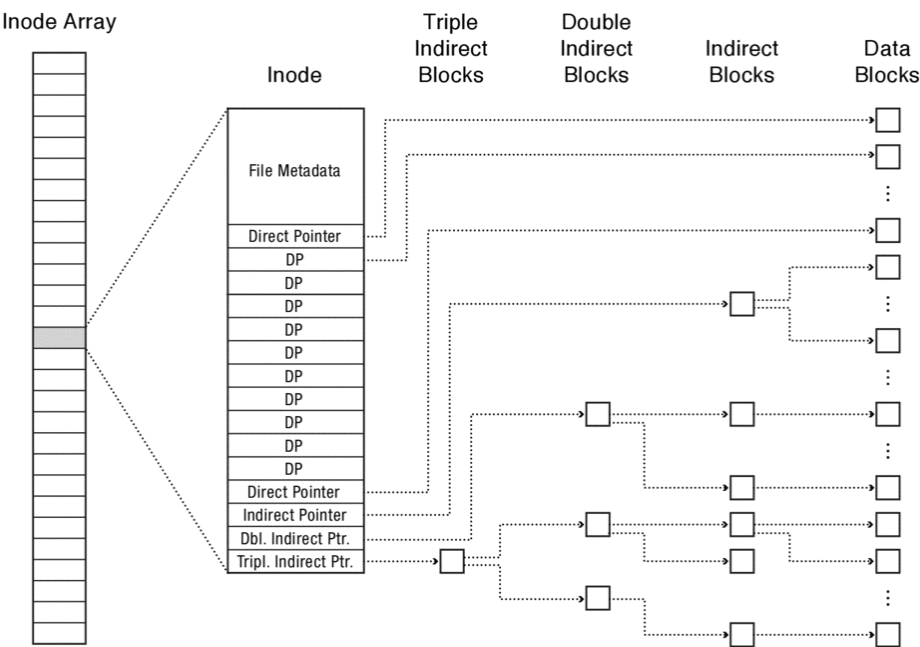 Inode Array
Inode
Triple
Indirect
Blocks
Double
Indirect
Blocks
Indirect
Blocks
Data
Blocks
File Metadata
Direct Pointer
DP
DP
DP
DP
DP
DP
DP
DP
DP
DP
Direct Pointer
Indirect Pointer
Dbl. Indirect Ptr.
Tripl. Indirect Ptr.